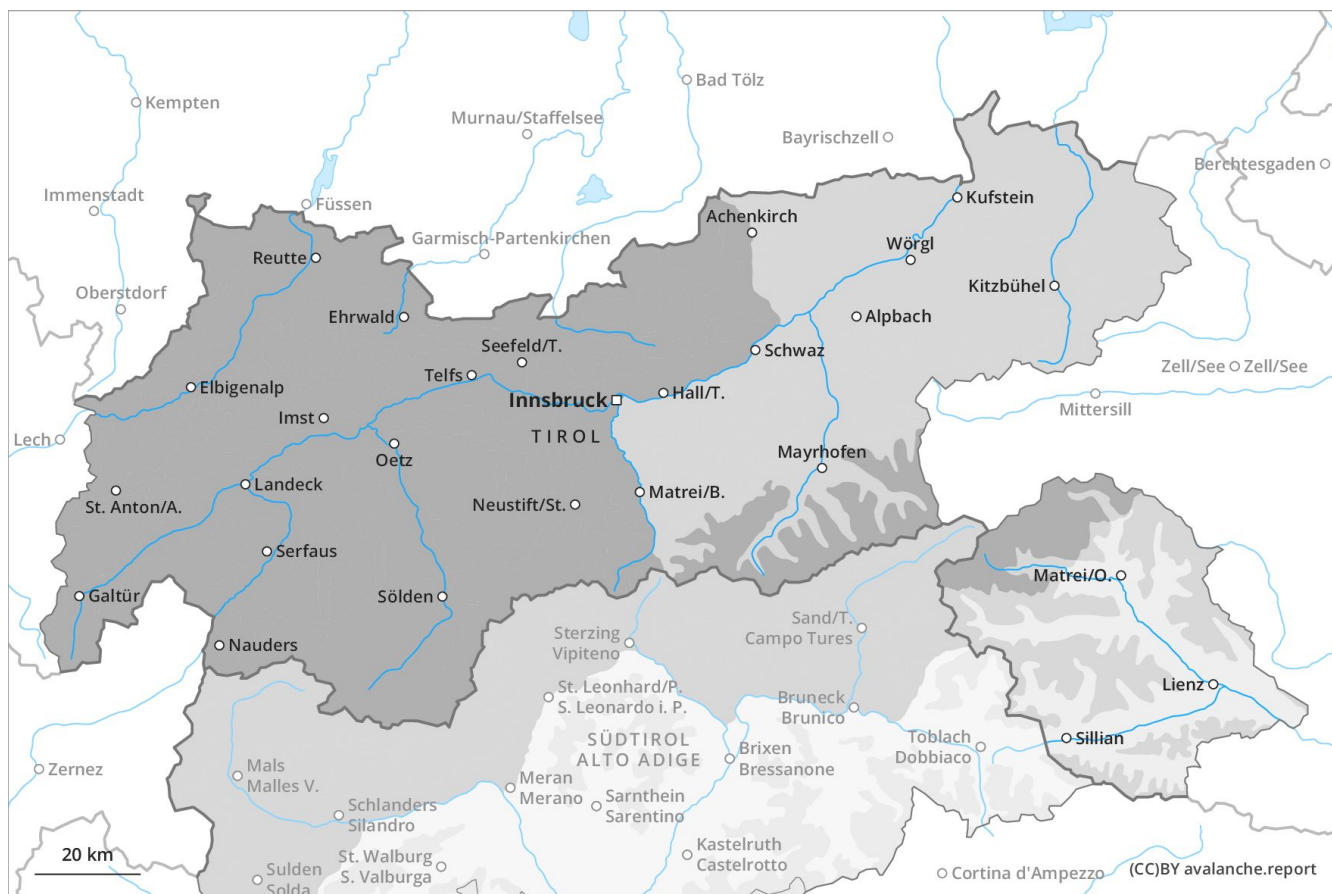 Bad Tölz
Kempten
Murnau/Staffelsee
Bayrischzell
Berchtesgaden
Immenstadt
Füssen
Kufstein
Achenkirch
Garmisch-Partenkirchen
Wörgl
Reutte
Kitzbühel
Oberstdorf
Ehrwald
Alpbach
Seefeld/T.
Schwaz
Zell/See
Zell/See
Telfs
Elbigenalp
Hall/T.
Innsbruck
Mittersill
Imst
TIROL
Lech
Oetz
Mayrhofen
Landeck
Matrei/B.
St. Anton/A.
Neustift/St.
Serfaus
Matrei/O.
Galtür
Sölden
Sand/T.
Campo Tures
Sterzing
Vipiteno
Nauders
Lienz
St. Leonhard/P.
S. Leonardo i. P.
Bruneck
Brunico
SÜDTIROL
ALTO ADIGE
Sillian
Toblach
Dobbiaco
Brixen
Bressanone
Zernez
Mals
Malles V.
Meran
Merano
Sarnthein
Sarentino
Schlanders
Silandro
Kastelruth
Castelrotto
20 km
St. Walburg
S. Valburga
Sulden
Solda
Cortina d'Ampezzo
(CC)BY avalanche.report